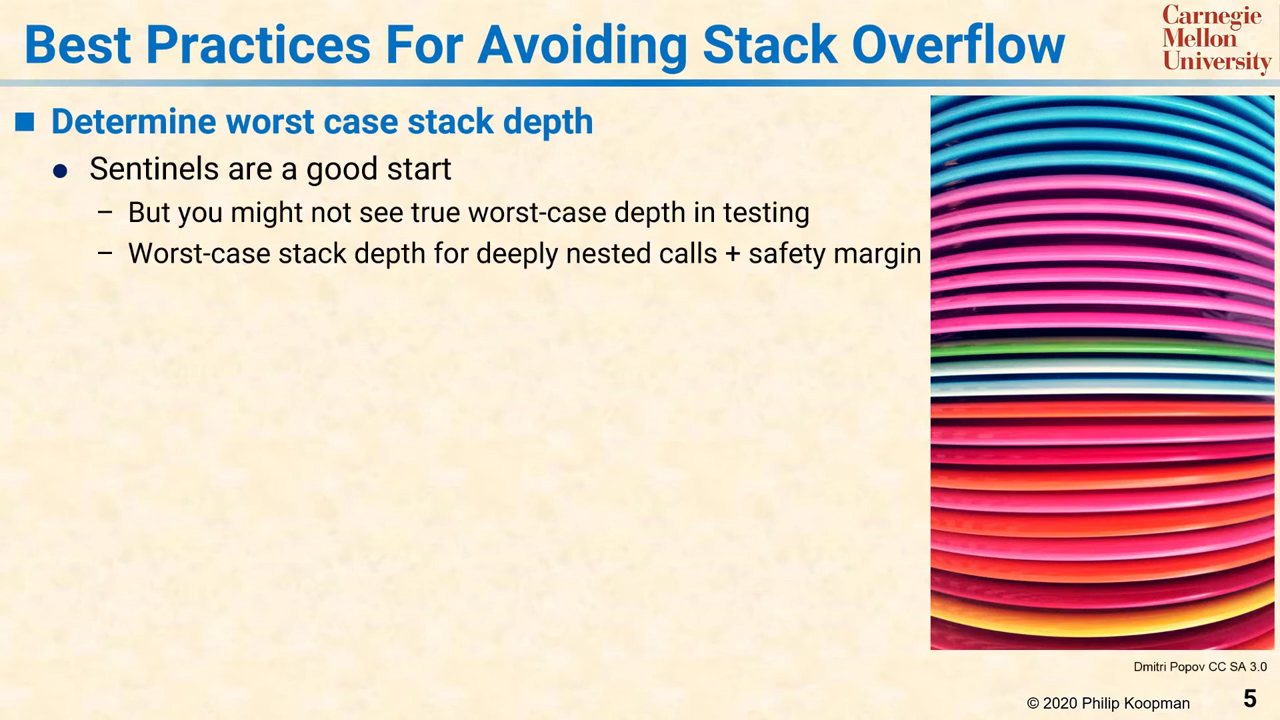 Best Practices For Avoiding Stack Overflow
Carnegie
Mellon
University
■ Determine worst case stack depth
● Sentinels are a good start
– But you might not see true worst-case depth in testing
– Worst-case stack depth for deeply nested calls + safety margin
Dmitri Popov CC SA 3.0
© 2020 Philip Koopman
5